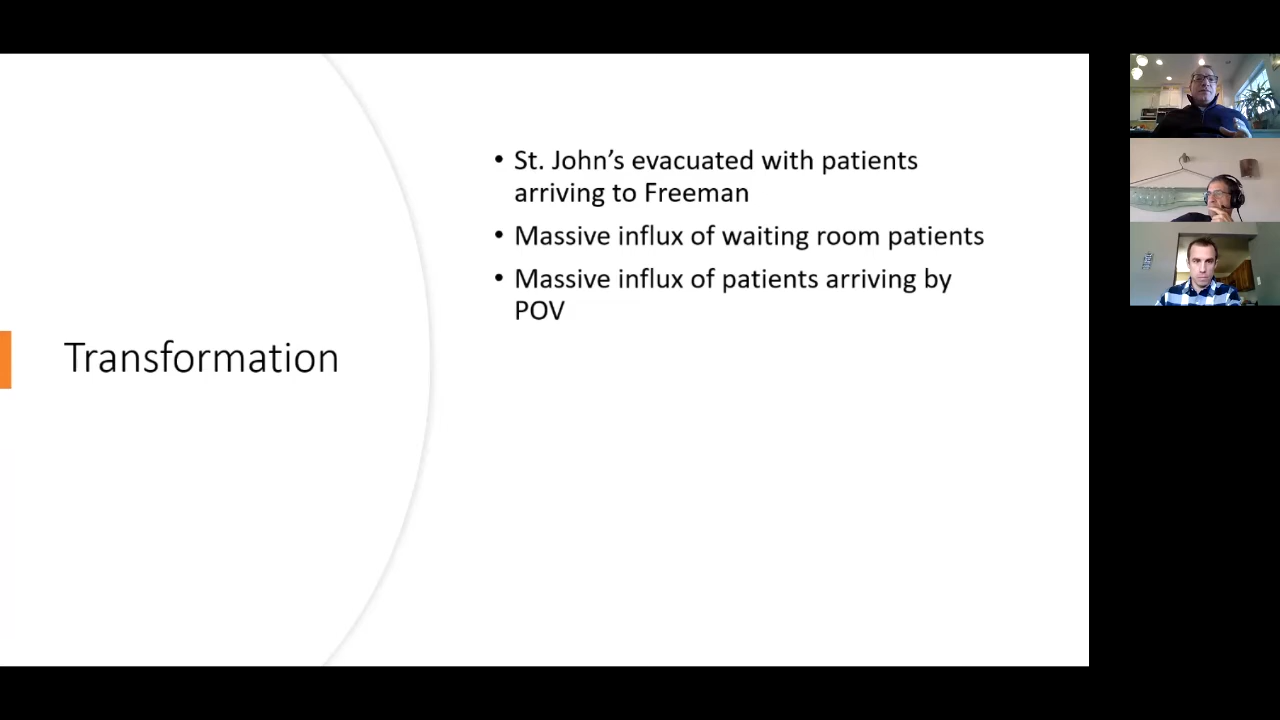 Transformation
• St. John’s evacuated with patients
arriving to Freeman
• Massive influx of waiting room patients
• Massive influx of patients arriving by
POV